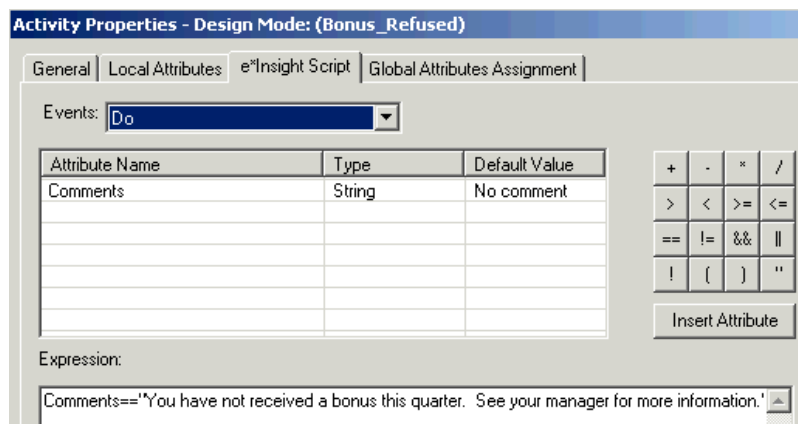 Activity Properties - Design Mode: (Bonus_Refused)
General Local Attributes e*Insight Script Global Attributes Assignment
Events: Do
Attribute Name Type Default Value
Comments String No comment
+ - * /
> < >= <=
== != && ||
! ( ) "
Insert Attribute
Expression:
Comments=="You have not received a bonus this quarter. See your manager for more information."